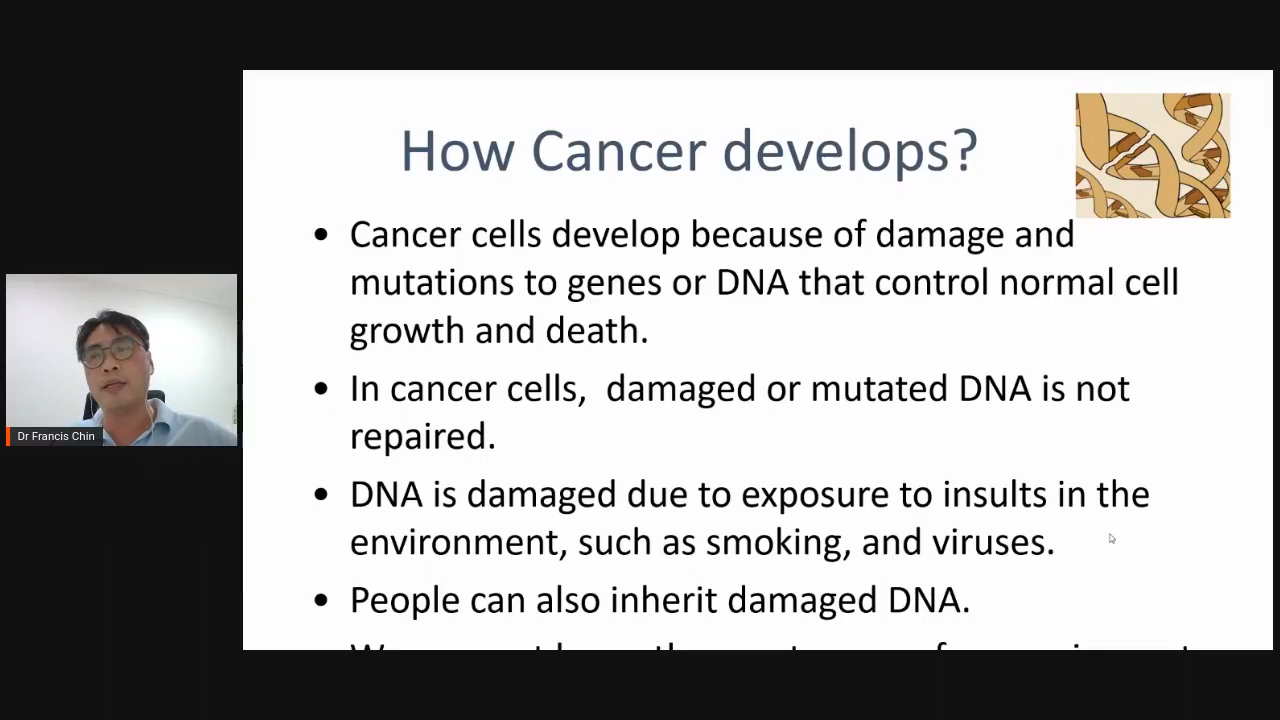 How Cancer develops?
• Cancer cells develop because of damage and
mutations to genes or DNA that control normal cell
growth and death.
• In cancer cells,  damaged or mutated DNA is not
repaired.
• DNA is damaged due to exposure to insults in the
environment, such as smoking, and viruses.
• People can also inherit damaged DNA.
Dr Francis Chin